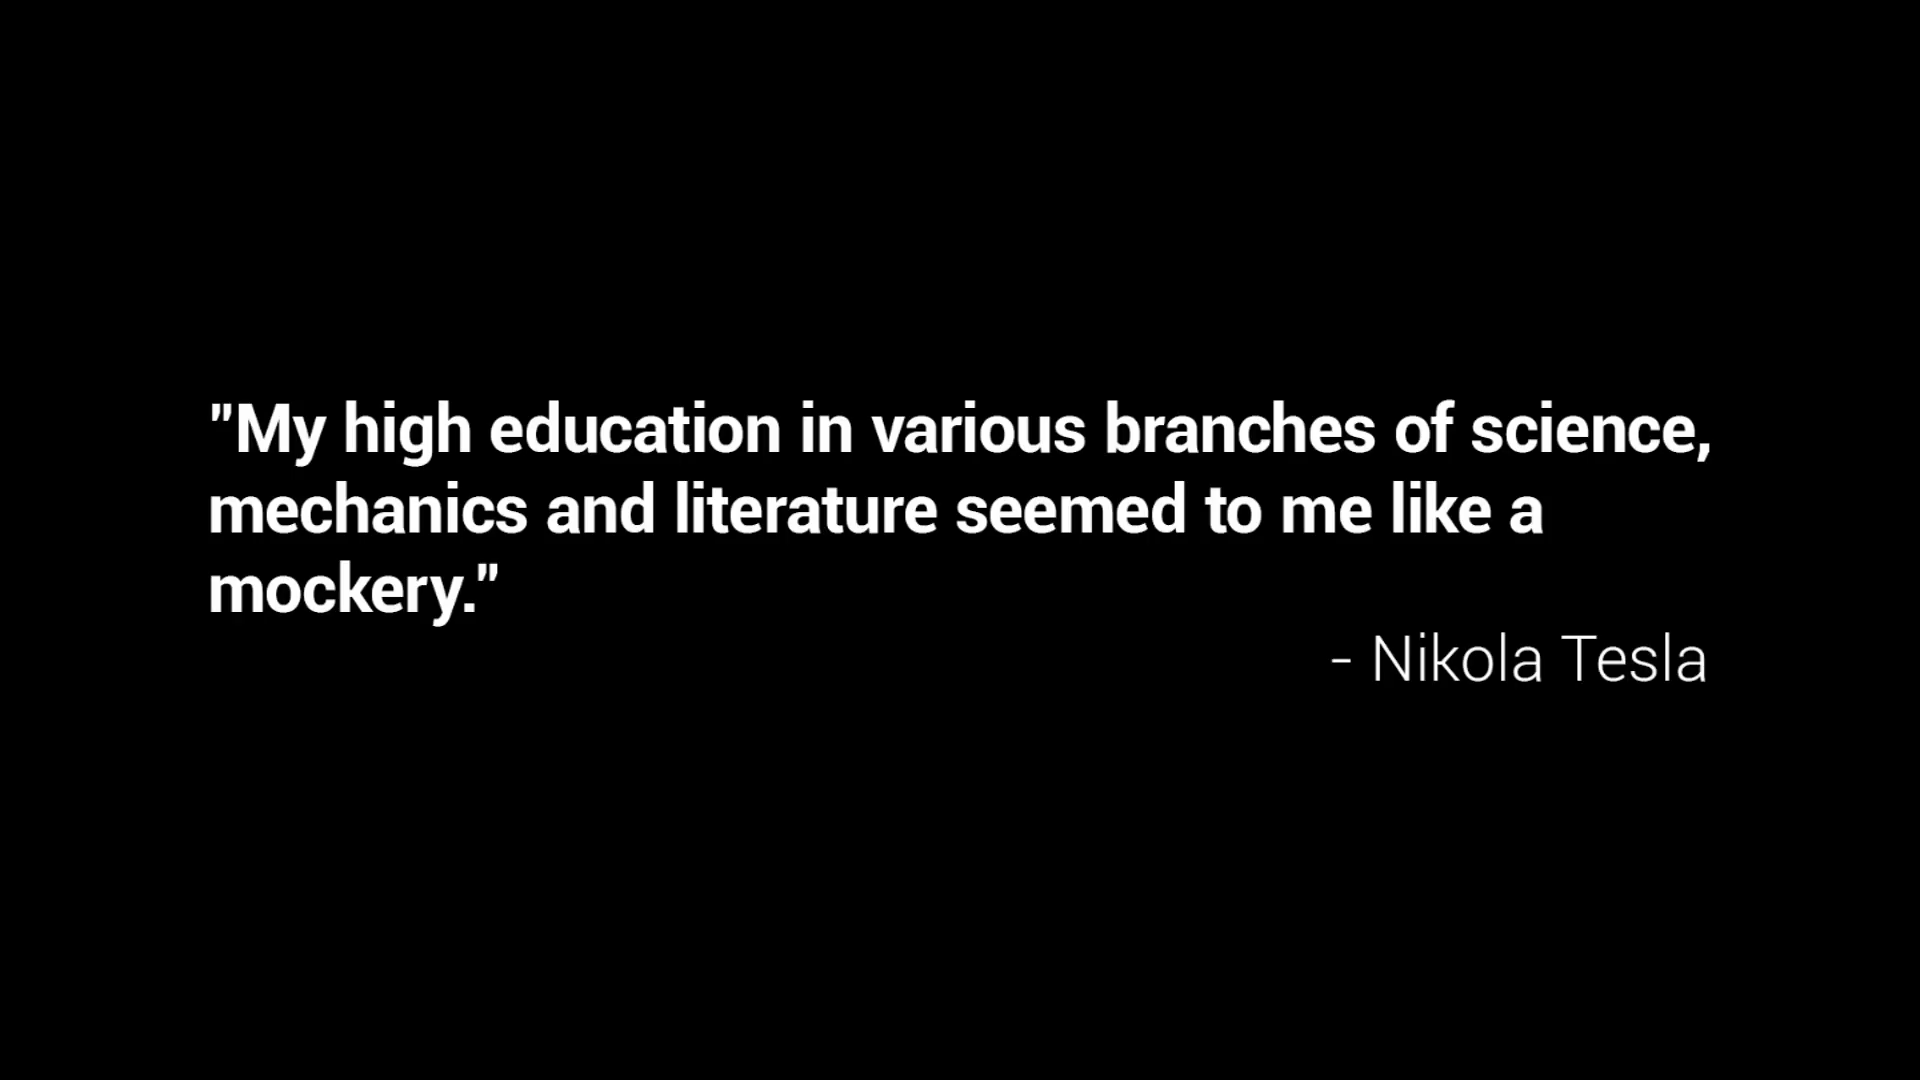 "My high education in various branches of science,
mechanics and literature seemed to me like a
mockery."
- Nikola Tesla